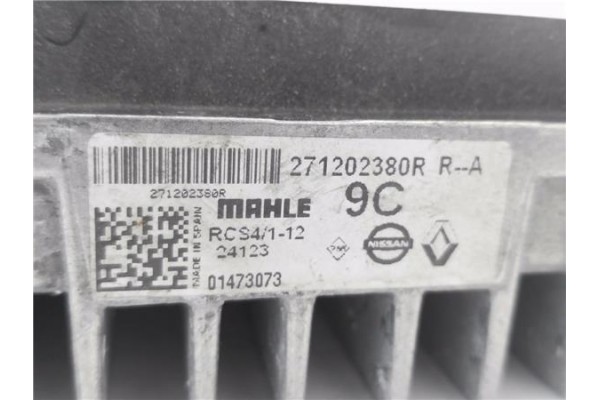 271202380R R--A
271202380R
MAHLE 9C
MADE IN SPAIN
RCS4/1-12
24123
NISSAN
01473073